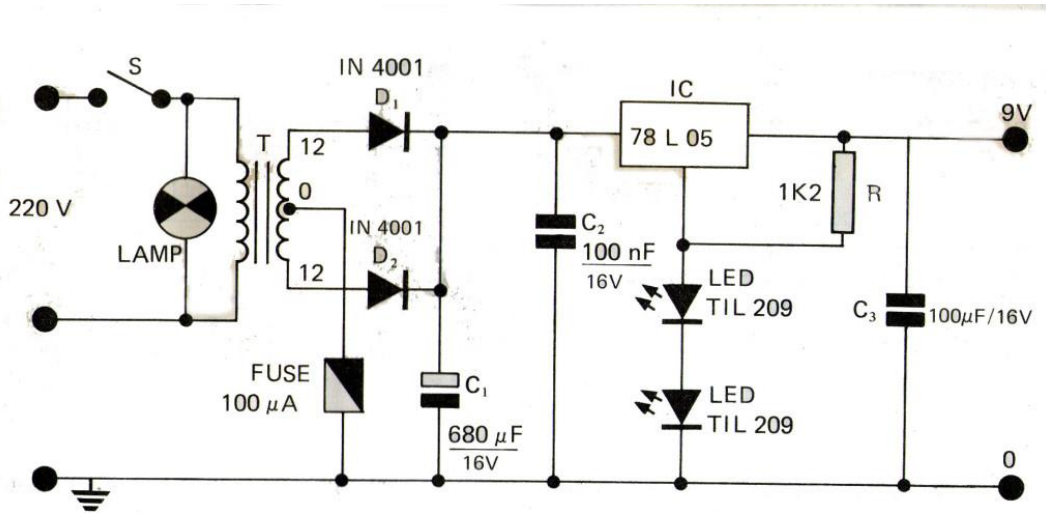 S
IN 4001
D₁
IC
9V
T
12
78 L 05
1K2
R
0
220 V
IN 4001
C₂
LAMP
D₂
100 nF
16V
12
LED
TIL 209
C₃
100µF/16V
FUSE
100 µA
C₁
LED
TIL 209
680 µF
16V
0